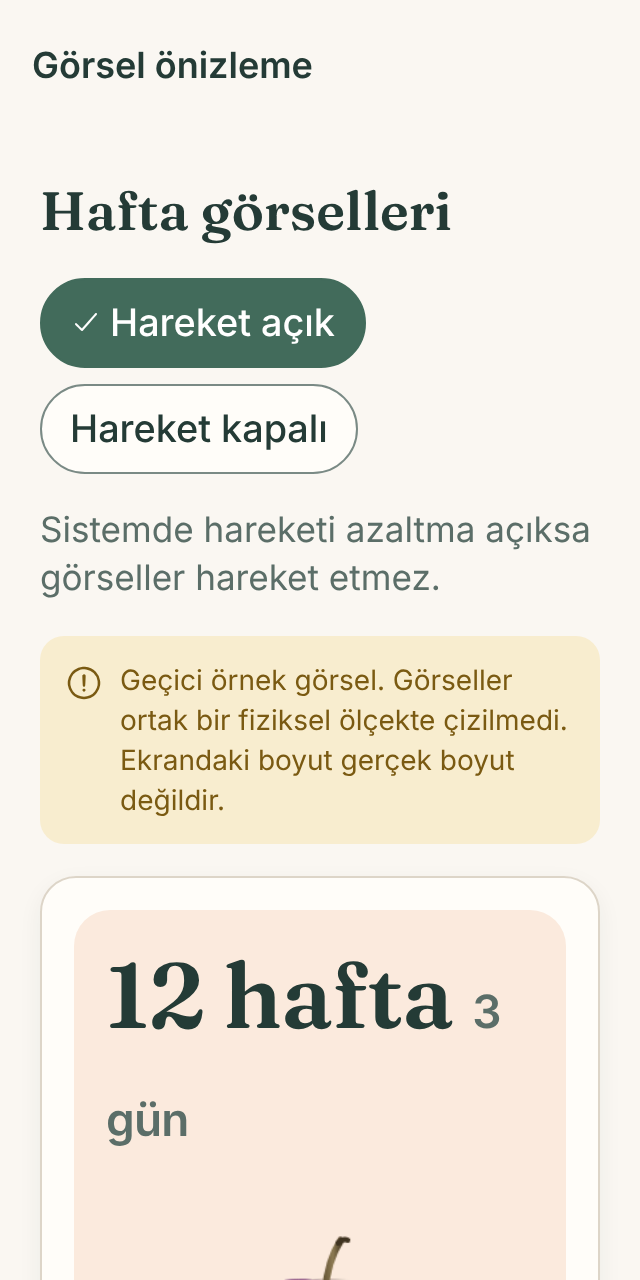 Görsel önizleme
Hafta görselleri
Hareket açık
Hareket kapalı
Sistemde hareketi azaltma açıksa
görseller hareket etmez.
Geçici örnek görsel. Görseller
ortak bir fiziksel ölçekte çizilmedi.
Ekrandaki boyut gerçek boyut
değildir.
12 hafta 3
gün